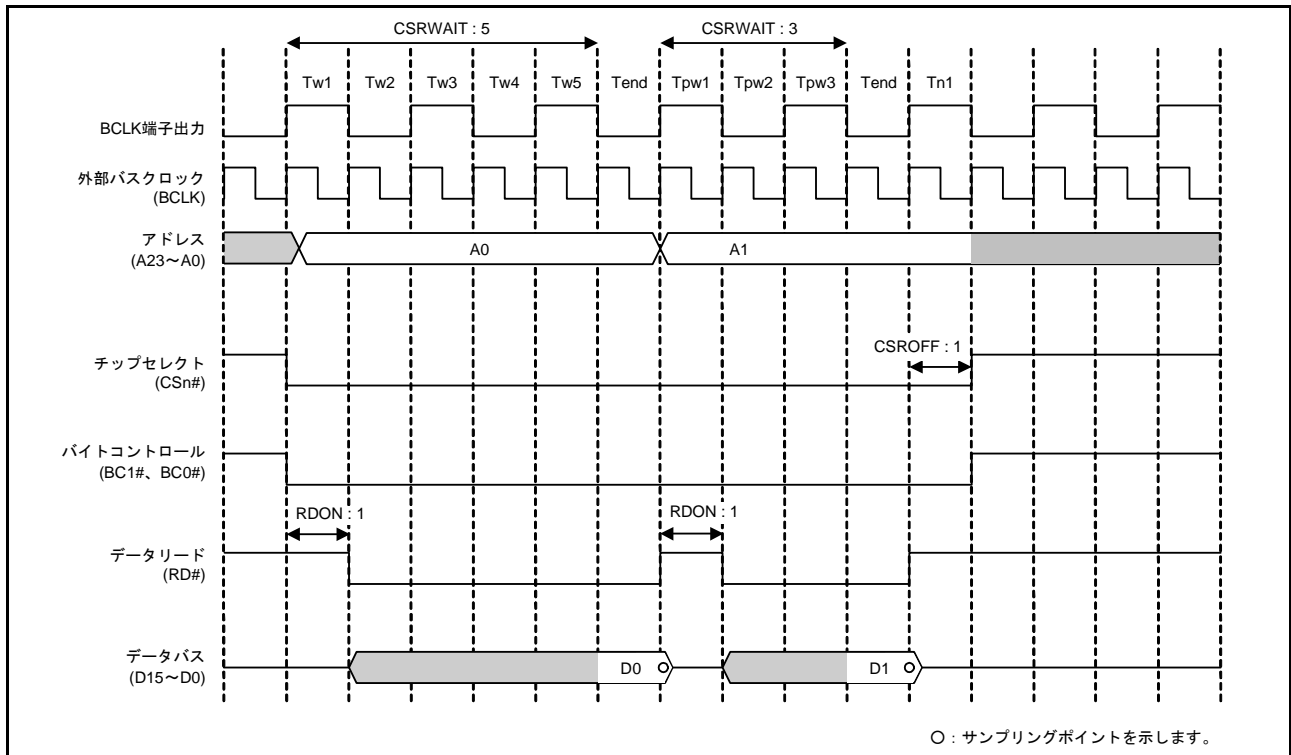 CSRWAIT : 5 CSRWAIT : 3
Tw1 Tw2 Tw3 Tw4 Tw5 Tend Tpw1 Tpw2 Tpw3 Tend Tn1
BCLK端子出力
外部バスクロック
(BCLK)
アドレス
(A23～A0)
A0 A1
チップセレクト
(CSn#)
CSROFF : 1
バイトコントロール
(BC1#、BC0#)
RDON : 1 RDON : 1
データリード
(RD#)
データバス
(D15～D0)
D0 D1
○ : サンプリングポイントを示します。